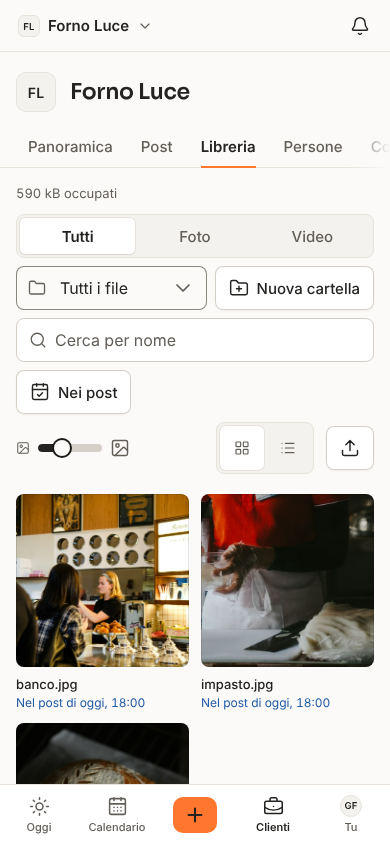 FL Forno Luce
FL Forno Luce
Panoramica Post Libreria Persone
590 kB occupati
Tutti Foto Video
Tutti i file Nuova cartella
Cerca per nome
Nei post
banco.jpg impasto.jpg
Nel post di oggi, 18:00 Nel post di oggi, 18:00
GF
Oggi Calendario Clienti Tu